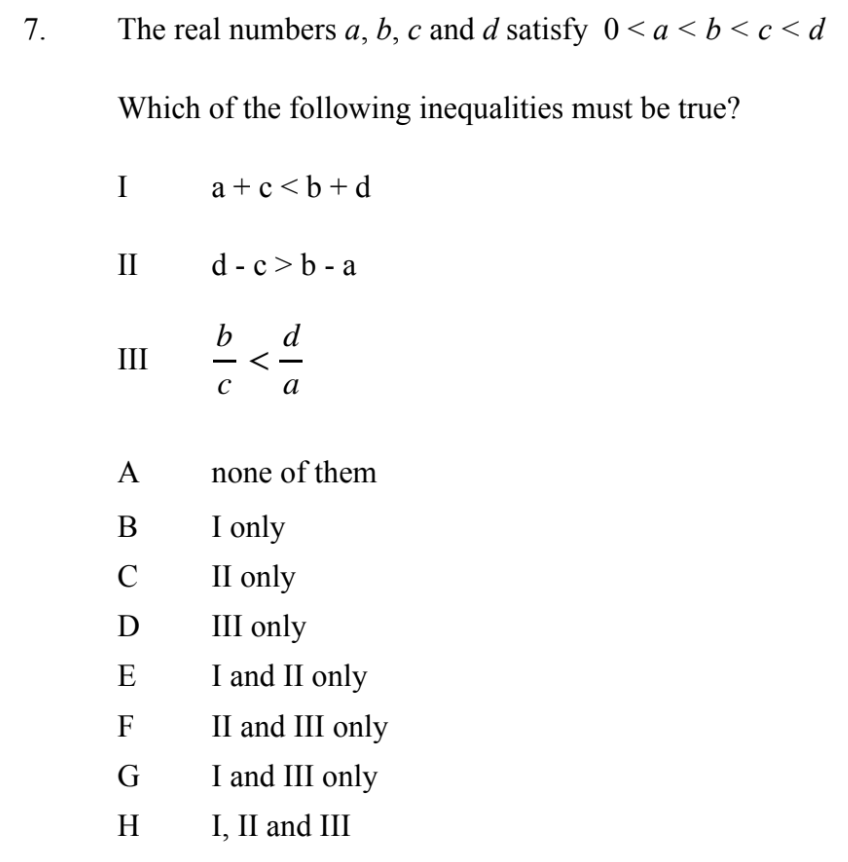 7. The real numbers a, b, c and d satisfy 0 < a < b < c < d
Which of the following inequalities must be true?
I a + c < b + d
II d - c > b - a
III b/c < d/a
A none of them
B I only
C II only
D III only
E I and II only
F II and III only
G I and III only
H I, II and III